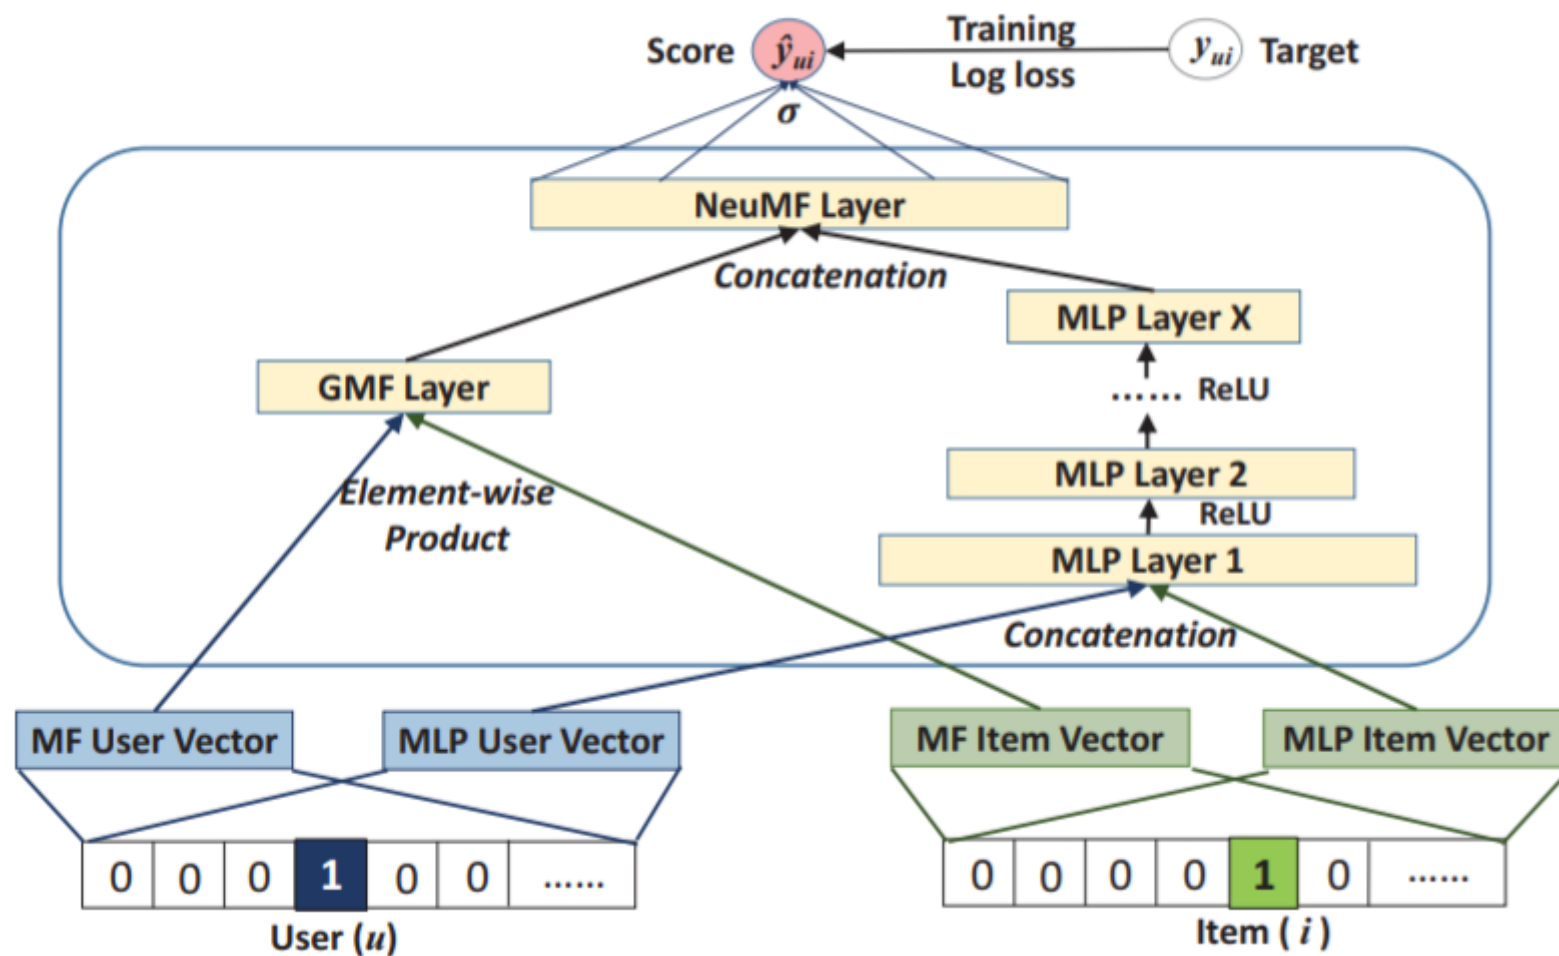 Score ŷui Training yui Target
Log loss
σ
NeuMF Layer
Concatenation
MLP Layer X
GMF Layer
...... ReLU
Element-wise
Product
MLP Layer 2
ReLU
MLP Layer 1
Concatenation
MF User Vector MLP User Vector MF Item Vector MLP Item Vector
0 0 0 1 0 0 ...... 0 0 0 0 1 0 ......
User (u) Item ( i )